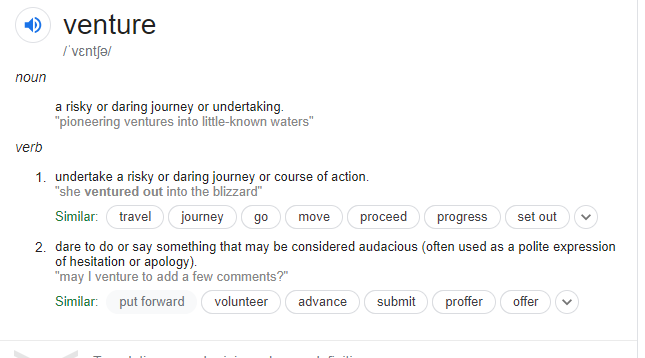 venture
/ˈvɛntʃə/
noun
a risky or daring journey or undertaking.
"pioneering ventures into little-known waters"
verb
1. undertake a risky or daring journey or course of action.
"she ventured out into the blizzard"
Similar: travel journey go move proceed progress set out
2. dare to do or say something that may be considered audacious (often used as a polite expression
of hesitation or apology).
"may I venture to add a few comments?"
Similar: put forward volunteer advance submit proffer offer